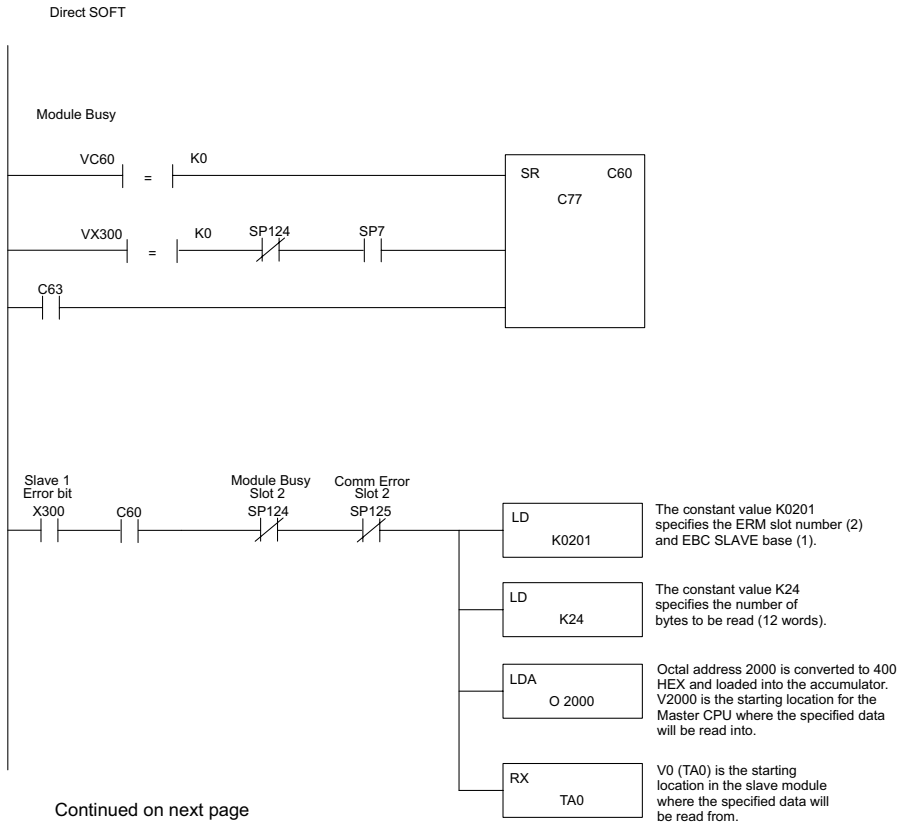 Direct SOFT
Module Busy
VC60 = K0
SR C60
C77
VX300 = K0 SP124 SP7
C63
Slave 1
Error bit
X300
C60
Module Busy
Slot 2
SP124
Comm Error
Slot 2
SP125
LD
K0201
The constant value K0201
specifies the ERM slot number (2)
and EBC SLAVE base (1).
LD
K24
The constant value K24
specifies the number of
bytes to be read (12 words).
LDA
O 2000
Octal address 2000 is converted to 400
HEX and loaded into the accumulator.
V2000 is the starting location for the
Master CPU where the specified data
will be read into.
RX
TA0
V0 (TA0) is the starting
location in the slave module
where the specified data will
be read from.
Continued on next page